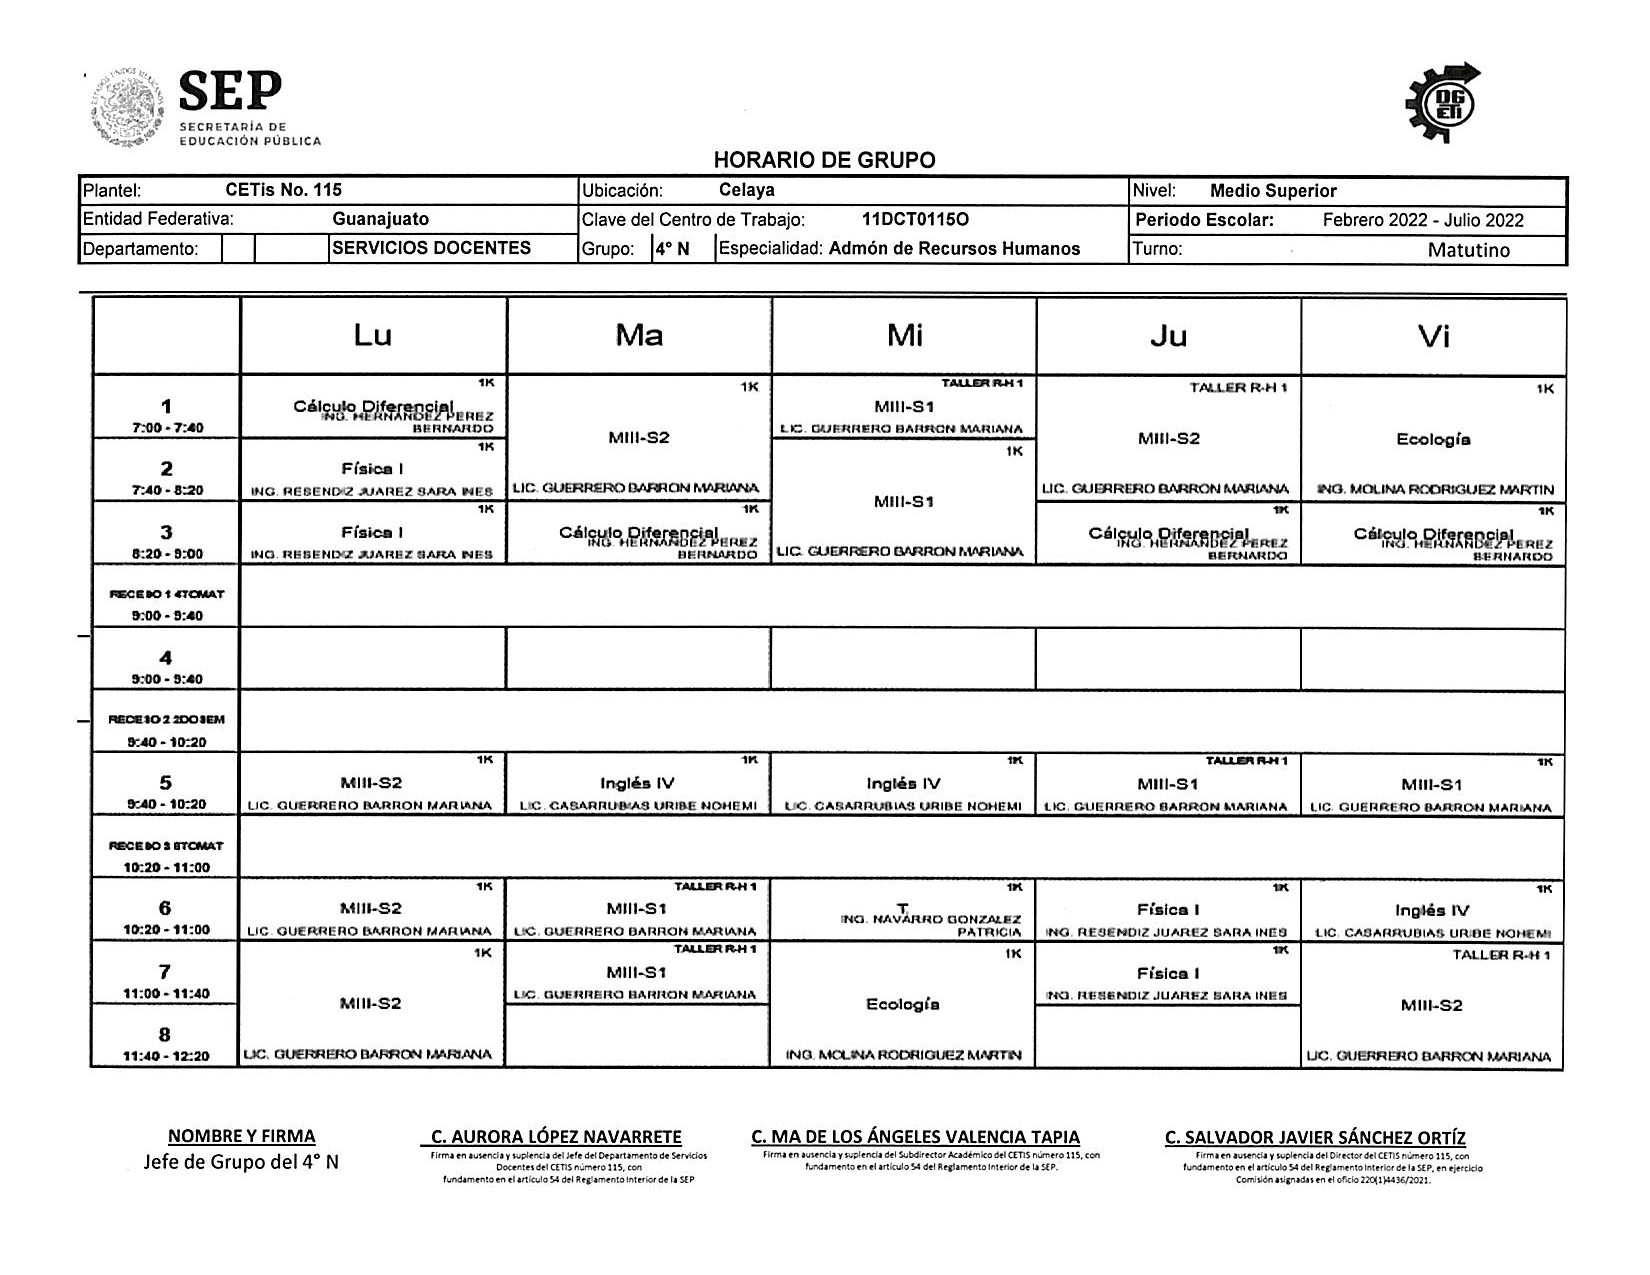 SEP
SECRETARÍA DE
EDUCACIÓN PÚBLICA
DG
ETI
HORARIO DE GRUPO
Plantel: CETis No. 115 Ubicación: Celaya Nivel: Medio Superior
Entidad Federativa: Guanajuato Clave del Centro de Trabajo: 11DCT0115O Periodo Escolar: Febrero 2022 - Julio 2022
Departamento: SERVICIOS DOCENTES Grupo: 4° N Especialidad: Admón de Recursos Humanos Turno: Matutino
Lu Ma Mi Ju Vi
1
7:00 - 7:40
1K
Cálculo Diferencial
ING. HERNANDEZ PEREZ
BERNARDO
1K
MIII-S2
LIC. GUERRERO BARRON MARIANA
TALLER R-H 1
MIII-S1
LIC. GUERRERO BARRON MARIANA
TALLER R-H 1
MIII-S2
LIC. GUERRERO BARRON MARIANA
1K
Ecología
ING. MOLINA RODRIGUEZ MARTIN
2
7:40 - 8:20
1K
Física I
ING. RESENDIZ JUAREZ SARA INES
1K
MIII-S1
LIC. GUERRERO BARRON MARIANA
3
8:20 - 9:00
1K
Física I
ING. RESENDIZ JUAREZ SARA INES
1K
Cálculo Diferencial
ING. HERNANDEZ PEREZ
BERNARDO
1K
Cálculo Diferencial
ING. HERNANDEZ PEREZ
BERNARDO
1K
Cálculo Diferencial
ING. HERNANDEZ PEREZ
BERNARDO
RECESO 1 4TOMAT
9:00 - 9:40
4
9:00 - 9:40
RECESO 2 2DOSEM
9:40 - 10:20
5
9:40 - 10:20
1K
MIII-S2
LIC. GUERRERO BARRON MARIANA
1K
Inglés IV
LIC. CASARRUBIAS URIBE NOHEMI
1K
Inglés IV
LIC. CASARRUBIAS URIBE NOHEMI
TALLER R-H 1
MIII-S1
LIC. GUERRERO BARRON MARIANA
1K
MIII-S1
LIC. GUERRERO BARRON MARIANA
RECESO 3 6TOMAT
10:20 - 11:00
6
10:20 - 11:00
1K
MIII-S2
LIC. GUERRERO BARRON MARIANA
TALLER R-H 1
MIII-S1
LIC. GUERRERO BARRON MARIANA
1K
T.
ING. NAVARRO GONZALEZ
PATRICIA
1K
Física I
ING. RESENDIZ JUAREZ SARA INES
1K
Inglés IV
LIC. CASARRUBIAS URIBE NOHEMI
7
11:00 - 11:40
1K
MIII-S2
LIC. GUERRERO BARRON MARIANA
TALLER R-H 1
MIII-S1
LIC. GUERRERO BARRON MARIANA
1K
Ecología
ING. MOLINA RODRIGUEZ MARTIN
1K
Física I
ING. RESENDIZ JUAREZ SARA INES
TALLER R-H 1
MIII-S2
LIC. GUERRERO BARRON MARIANA
8
11:40 - 12:20
NOMBRE Y FIRMA
Jefe de Grupo del 4° N
C. AURORA LÓPEZ NAVARRETE
Firma en ausencia y suplencia del Jefe del Departamento de Servicios
Docentes del CETIS número 115, con
fundamento en el artículo 54 del Reglamento Interior de la SEP
C. MA DE LOS ÁNGELES VALENCIA TAPIA
Firma en ausencia y suplencia del Subdirector Académico del CETIS número 115, con
fundamento en el artículo 54 del Reglamento Interior de la SEP.
C. SALVADOR JAVIER SÁNCHEZ ORTÍZ
Firma en ausencia y suplencia del Director del CETIS número 115, con
fundamento en el artículo 54 del Reglamento Interior de la SEP, en ejercicio
Comisión asignadas en el oficio 220(1)4436/2021.